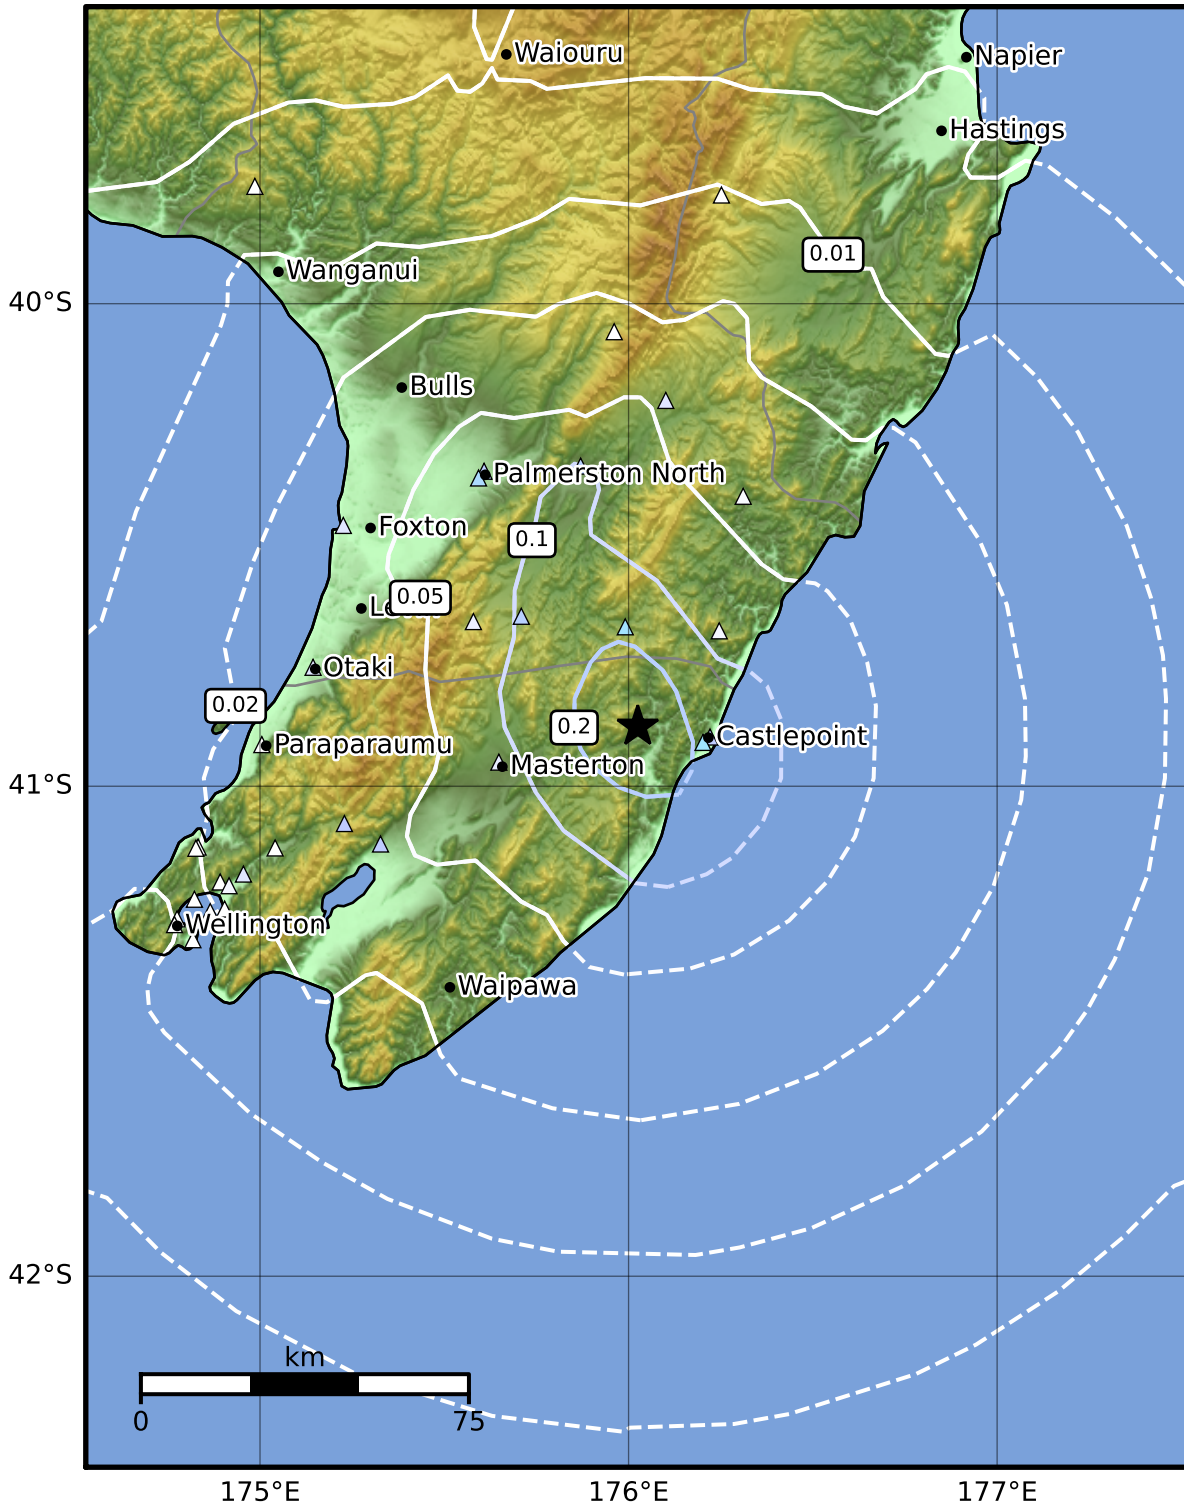 Waiouru
Napier
Hastings
0.01
Wanganui
40°S
Bulls
Palmerston North
Foxton
0.1
0.05
Otaki
0.02
0.2
Paraparaumu
Castlepoint
Masterton
41°S
Wellington
Waipawa
42°S
km
0
75
175°E
176°E
177°E